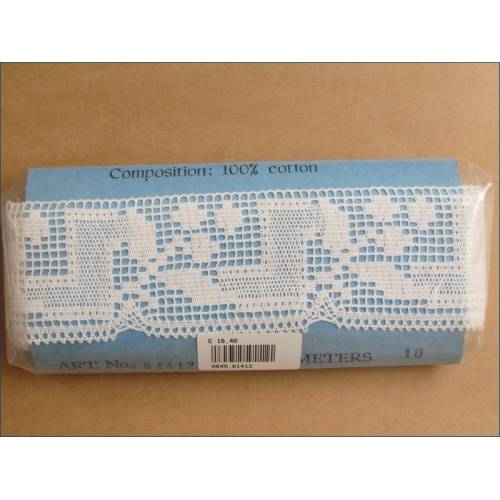 Composition: 100% cotton
ART. No. 81412 METERS 10
E 16,40
0645.81412